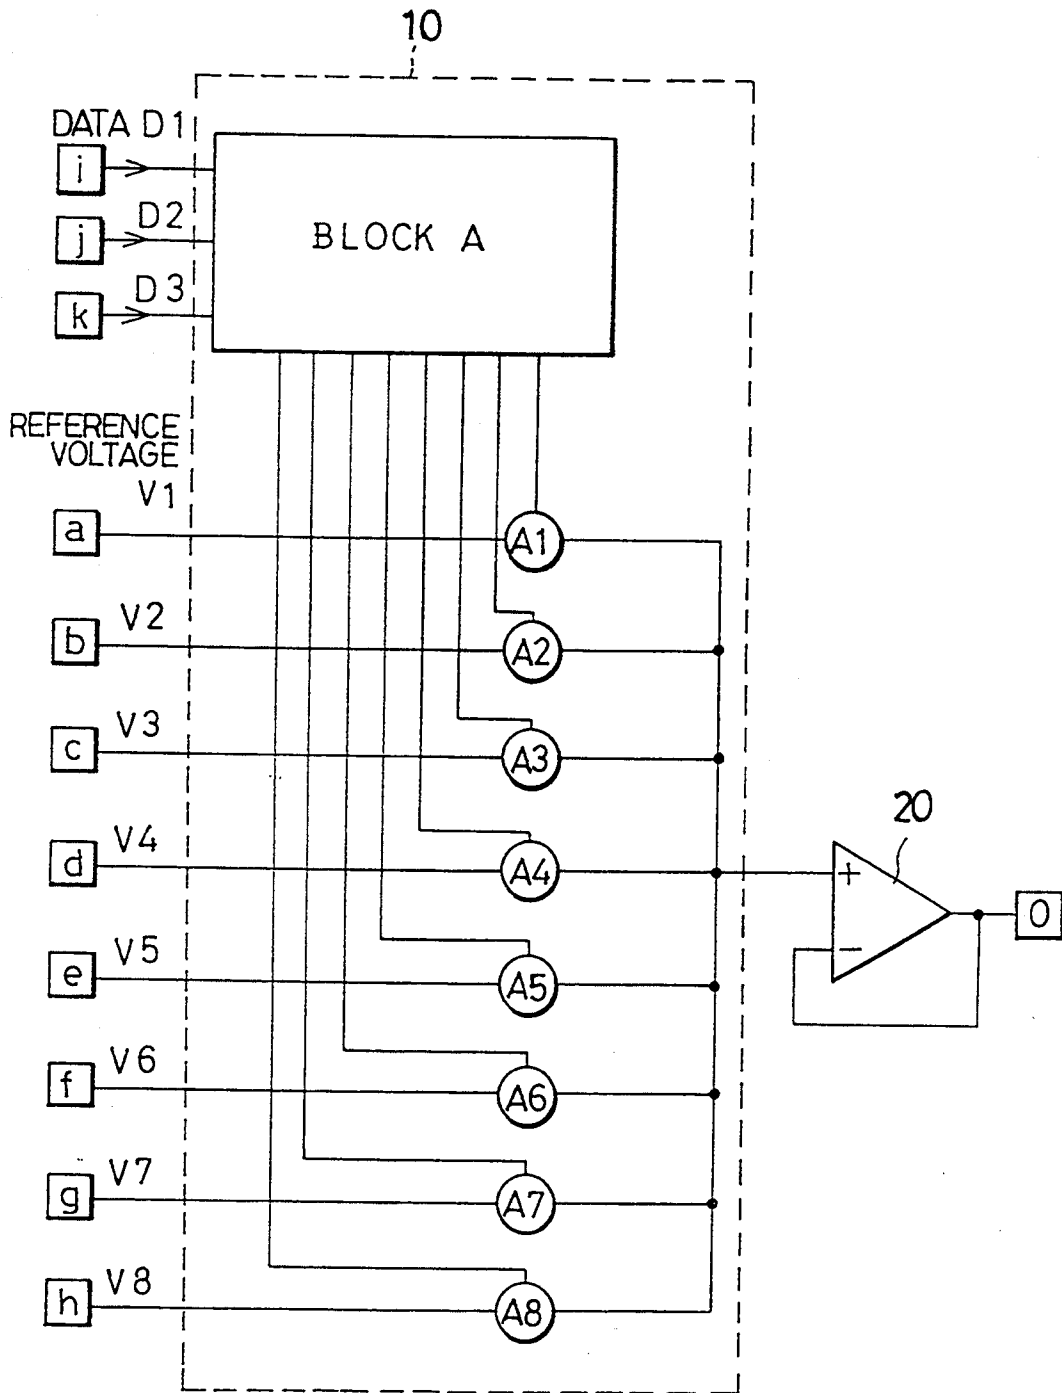 10
DATA D1
i
D2
j
BLOCK A
D3
k
REFERENCE
VOLTAGE
V1
a
A1
V2
b
A2
V3
c
A3
V4
d
A4
20
+
−
O
V5
e
A5
V6
f
A6
V7
g
A7
V8
h
A8